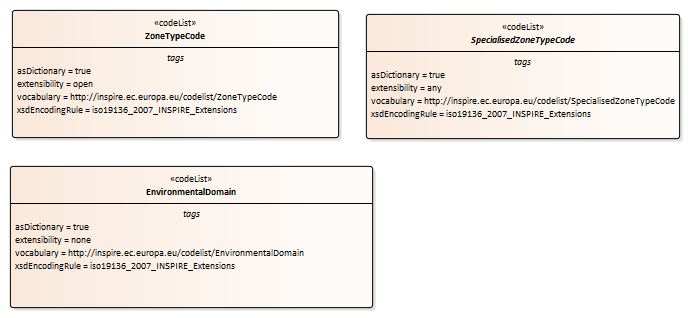 «codeList»
ZoneTypeCode
tags
asDictionary = true
extensibility = open
vocabulary = http://inspire.ec.europa.eu/codelist/ZoneTypeCode
xsdEncodingRule = iso19136_2007_INSPIRE_Extensions
«codeList»
SpecialisedZoneTypeCode
tags
asDictionary = true
extensibility = any
vocabulary = http://inspire.ec.europa.eu/codelist/SpecialisedZoneTypeCode
xsdEncodingRule = iso19136_2007_INSPIRE_Extensions
«codeList»
EnvironmentalDomain
tags
asDictionary = true
extensibility = none
vocabulary = http://inspire.ec.europa.eu/codelist/EnvironmentalDomain
xsdEncodingRule = iso19136_2007_INSPIRE_Extensions